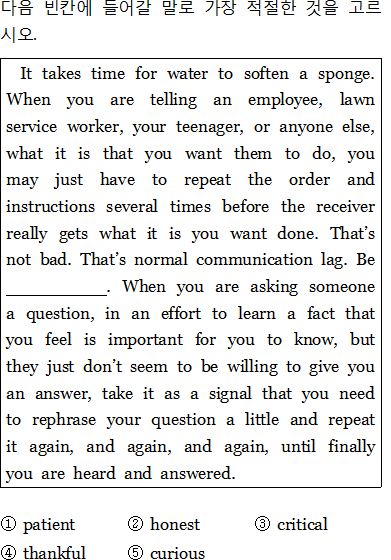 다음 빈칸에 들어갈 말로 가장 적절한 것을 고르
시오.
It takes time for water to soften a sponge.
When you are telling an employee, lawn
service worker, your teenager, or anyone else,
what it is that you want them to do, you
may just have to repeat the order and
instructions several times before the receiver
really gets what it is you want done. That's
not bad. That's normal communication lag. Be
____________. When you are asking someone
a question, in an effort to learn a fact that
you feel is important for you to know, but
they just don't seem to be willing to give you
an answer, take it as a signal that you need
to rephrase your question a little and repeat
it again, and again, and again, until finally
you are heard and answered.
① patient ② honest ③ critical
④ thankful ⑤ curious